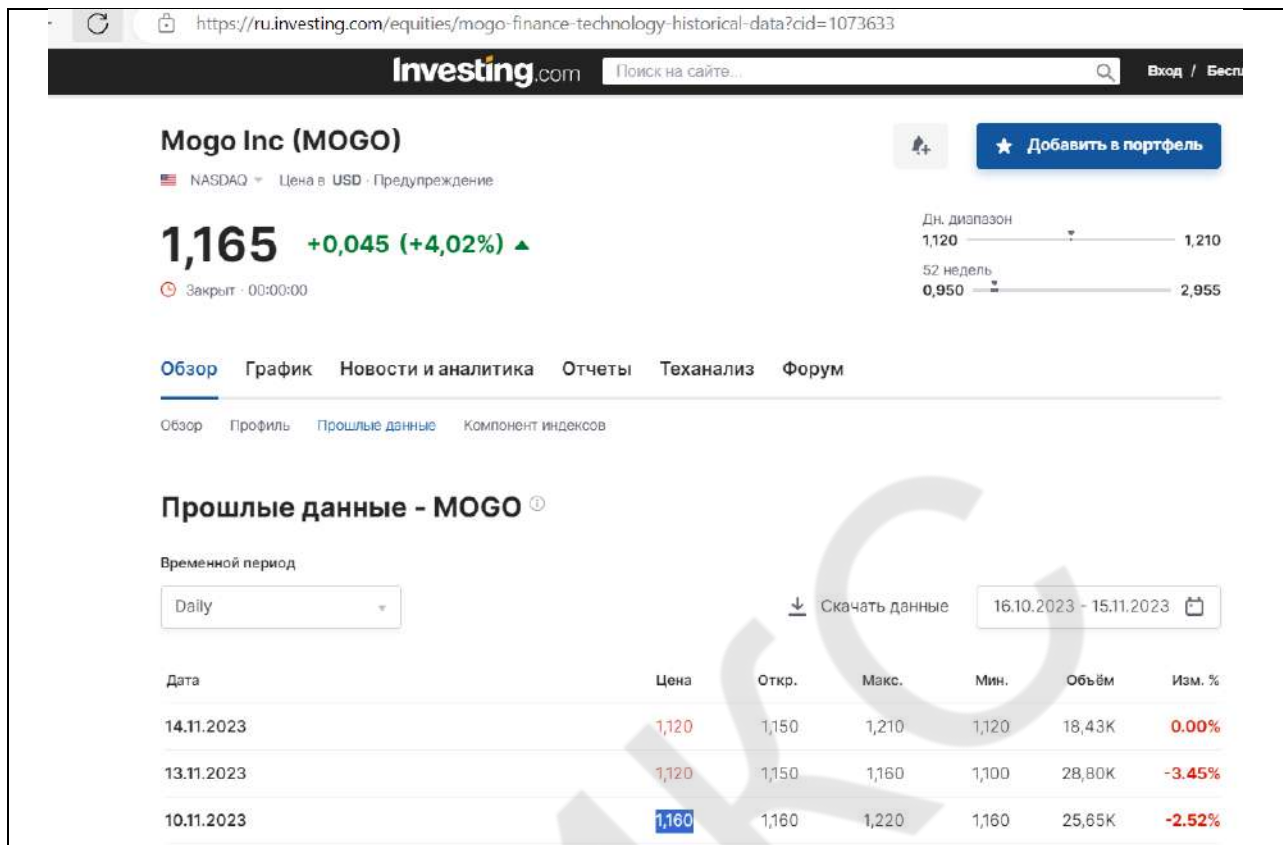 https://ru.investing.com/equities/mogo-finance-technology-historical-data?cid=1073633
Investing.com Поиск на сайте... Вход /
Mogo Inc (MOGO)
Добавить в портфель
NASDAQ Цена в USD · Предупреждение
1,165 +0,045 (+4,02%)
Дн. диапазон
1,120 1,210
52 недель
0,950 2,955
Закрыт · 00:00:00
Обзор График Новости и аналитика Отчеты Теханализ Форум
Обзор Профиль Прошлые данные Компонент индексов
Прошлые данные - MOGO
Временной период
Daily Скачать данные 16.10.2023 - 15.11.2023
Дата Цена Откр. Макс. Мин. Объём Изм. %
14.11.2023 1,120 1,150 1,210 1,120 18,43K 0.00%
13.11.2023 1,120 1,150 1,160 1,100 28,80K -3.45%
10.11.2023 1,160 1,160 1,220 1,160 25,65K -2.52%